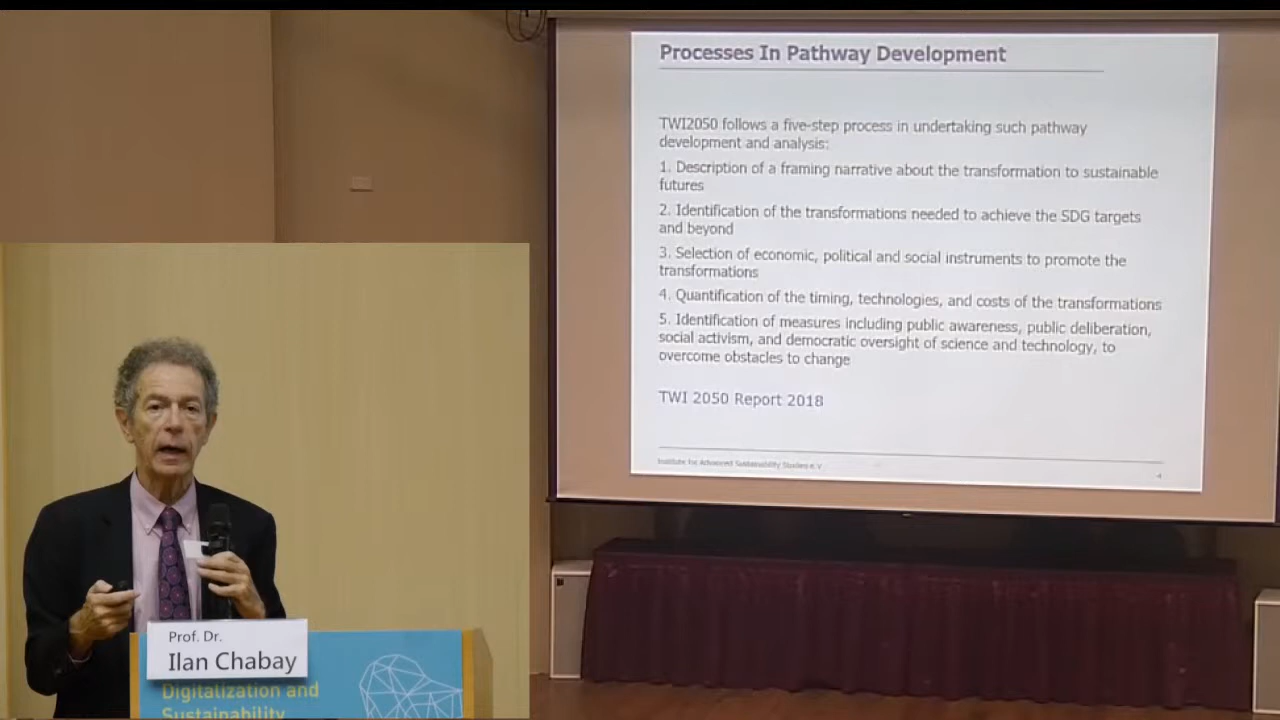 Processes In Pathway Development
TWI2050 follows a five-step process in undertaking such pathway
development and analysis:
1. Description of a framing narrative about the transformation to sustainable
futures
2. Identification of the transformations needed to achieve the SDG targets
and beyond
3. Selection of economic, political and social instruments to promote the
transformations
4. Quantification of the timing, technologies, and costs of the transformations
5. Identification of measures including public awareness, public deliberation,
social activism, and democratic oversight of science and technology, to
overcome obstacles to change
TWI 2050 Report 2018
Institute for Advanced Sustainability Studies e.V
4
Prof. Dr.
Ilan Chabay
Digitalization and
Sustainability